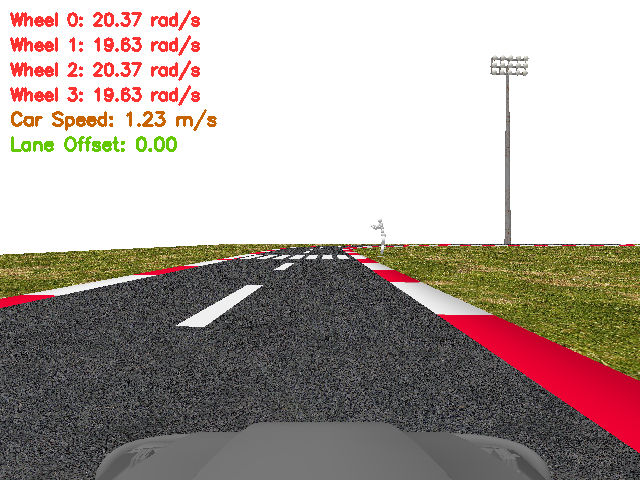 Wheel 0: 20.37 rad/s
Wheel 1: 19.63 rad/s
Wheel 2: 20.37 rad/s
Wheel 3: 19.63 rad/s
Car Speed: 1.23 m/s
Lane Offset: 0.00